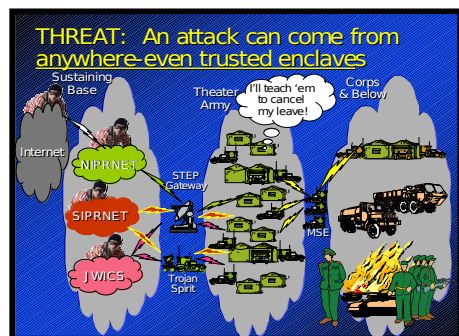 THREAT: An attack can come from
anywhere-even trusted enclaves
Sustaining
Base
Theater
Army
I'll teach 'em
to cancel
my leave!
Corps
& Below
Internet
NIPRNET
STEP
Gateway
SIPRNET
MSE
JWICS
Trojan
Spirit